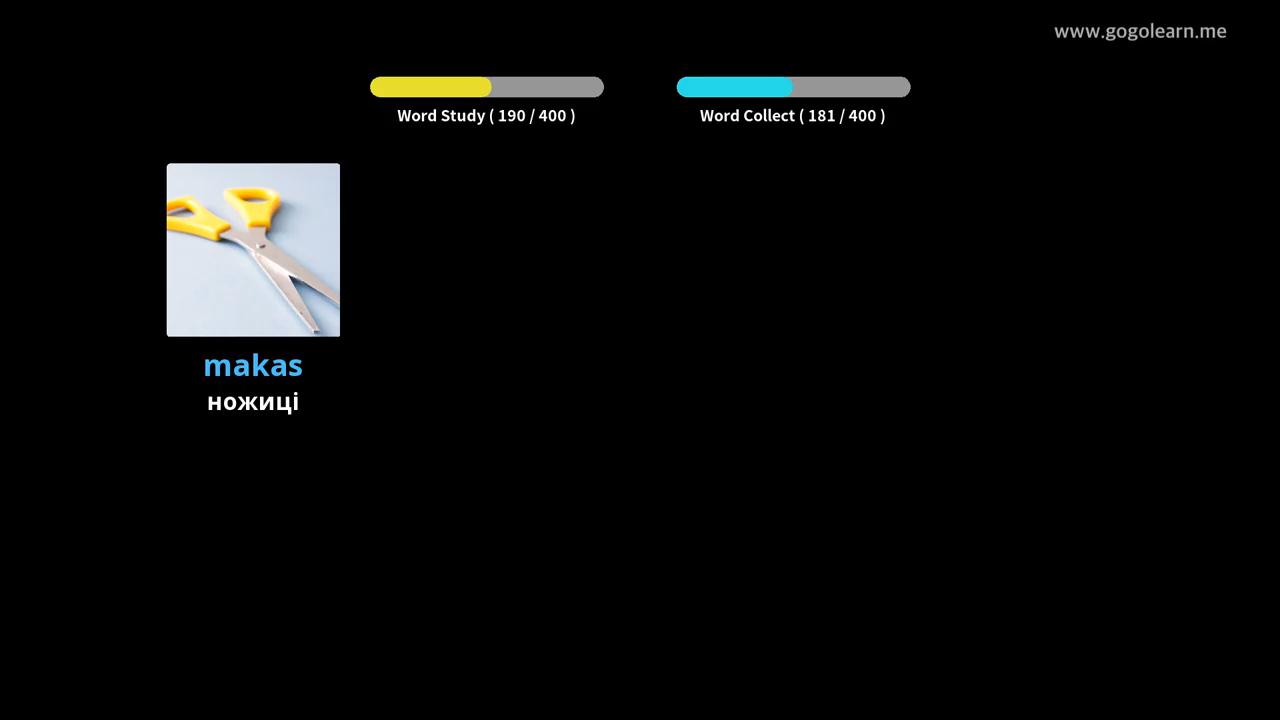 www.gogolearn.me
Word Study ( 190 / 400 )
Word Collect ( 181 / 400 )
makas
ножиці